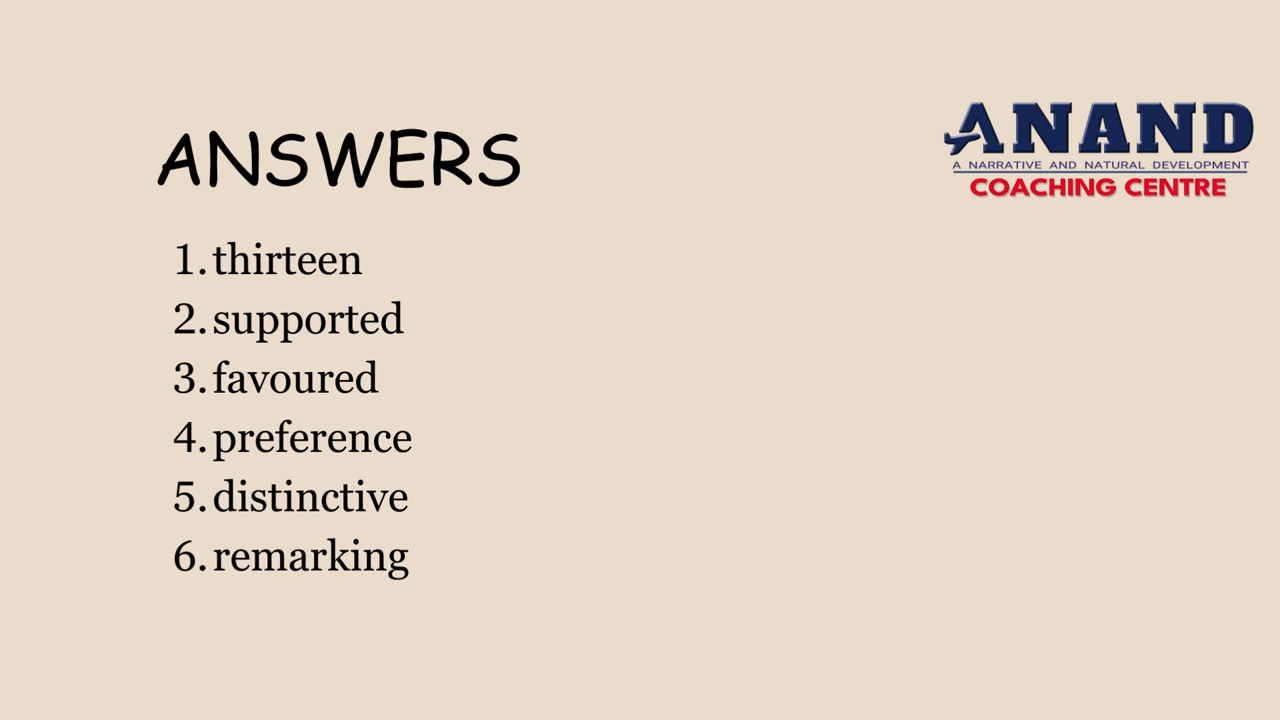 ANSWERS
ANAND
A NARRATIVE AND NATURAL DEVELOPMENT
COACHING CENTRE
1. thirteen
2. supported
3. favoured
4. preference
5. distinctive
6. remarking